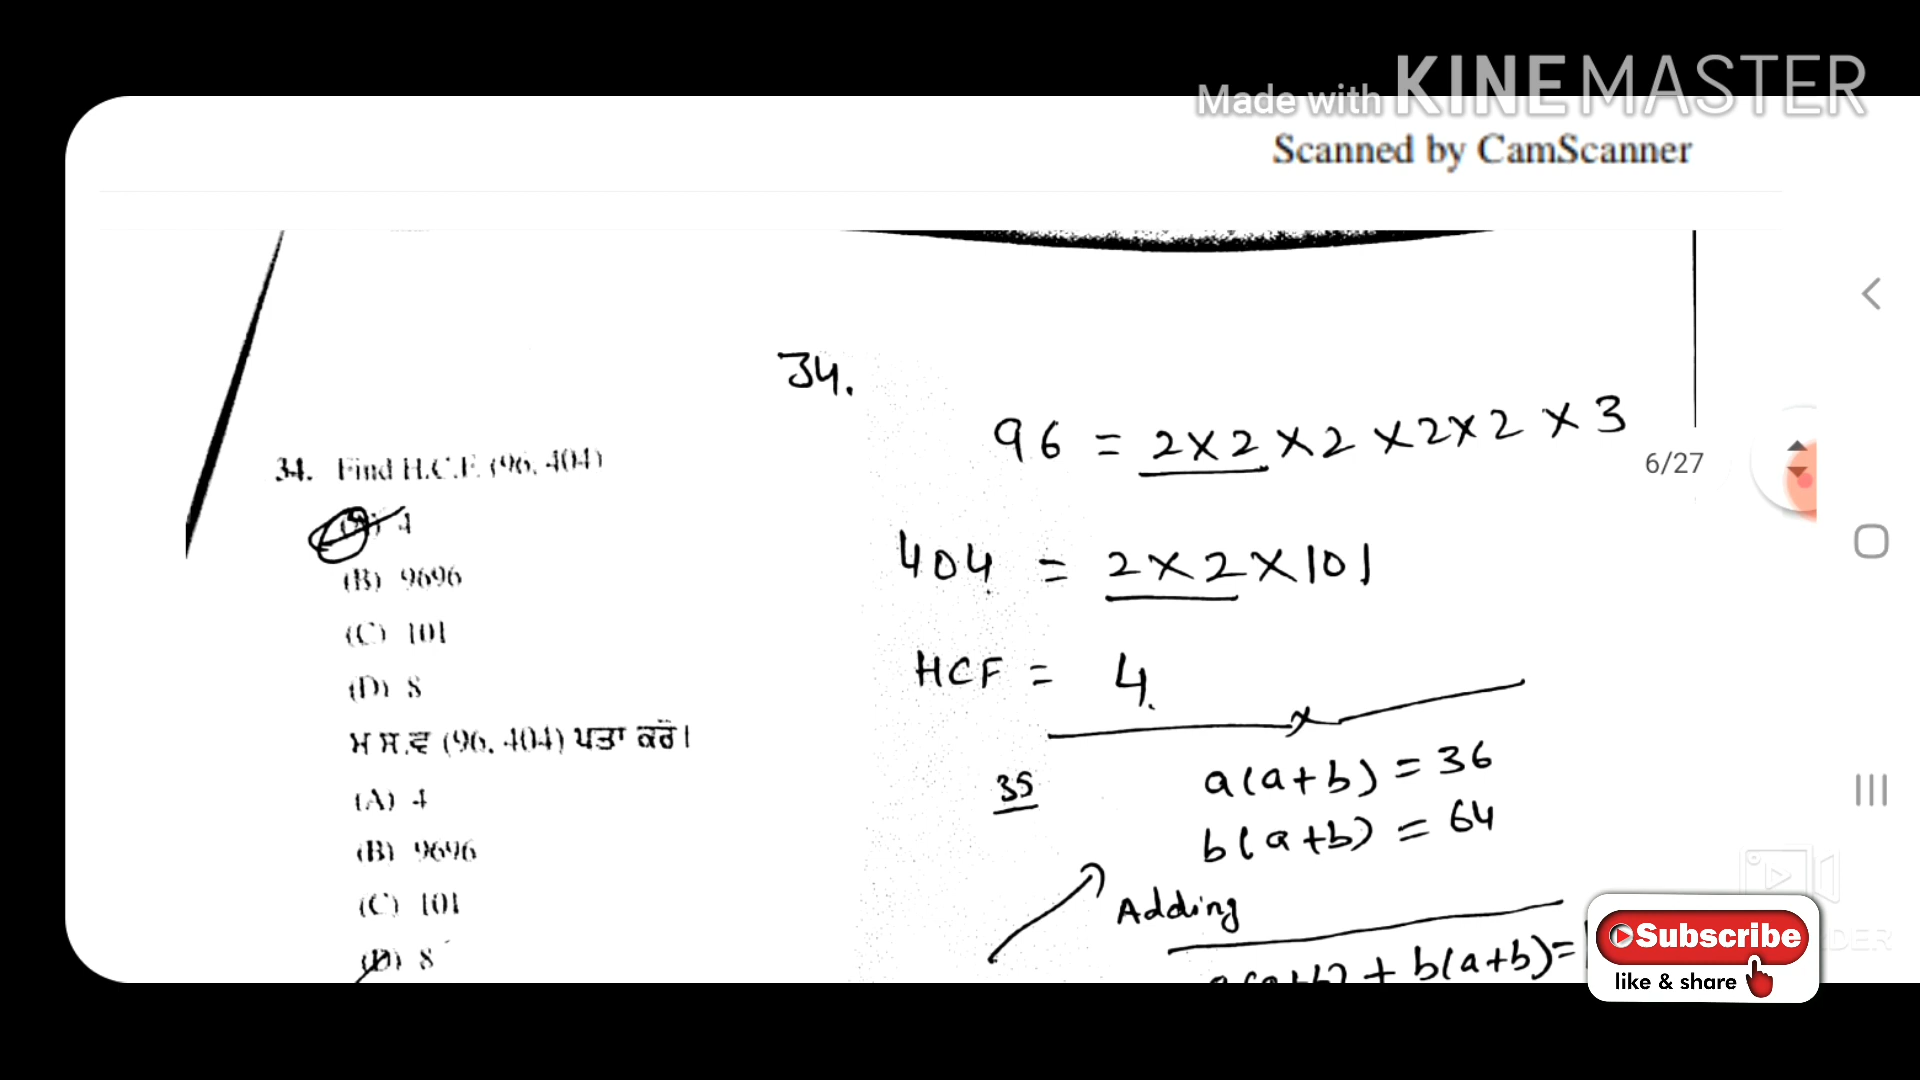 Made with KINEMASTER
Scanned by CamScanner
34. Find H.C.F. (96, 404)
(A) 4
(B) 9696
(C) 101
(D) 8
ਮ.ਸ.ਵ (96, 404) ਪਤਾ ਕਰੋ।
(A) 4
(B) 9696
(C) 101
(D) 8
34.
96 = 2×2×2×2×2×3
404 = 2×2×101
HCF = 4.
35
a(a+b) = 36
b(a+b) = 64
Adding
+ b(a+b)=
6/27
Subscribe
like & share